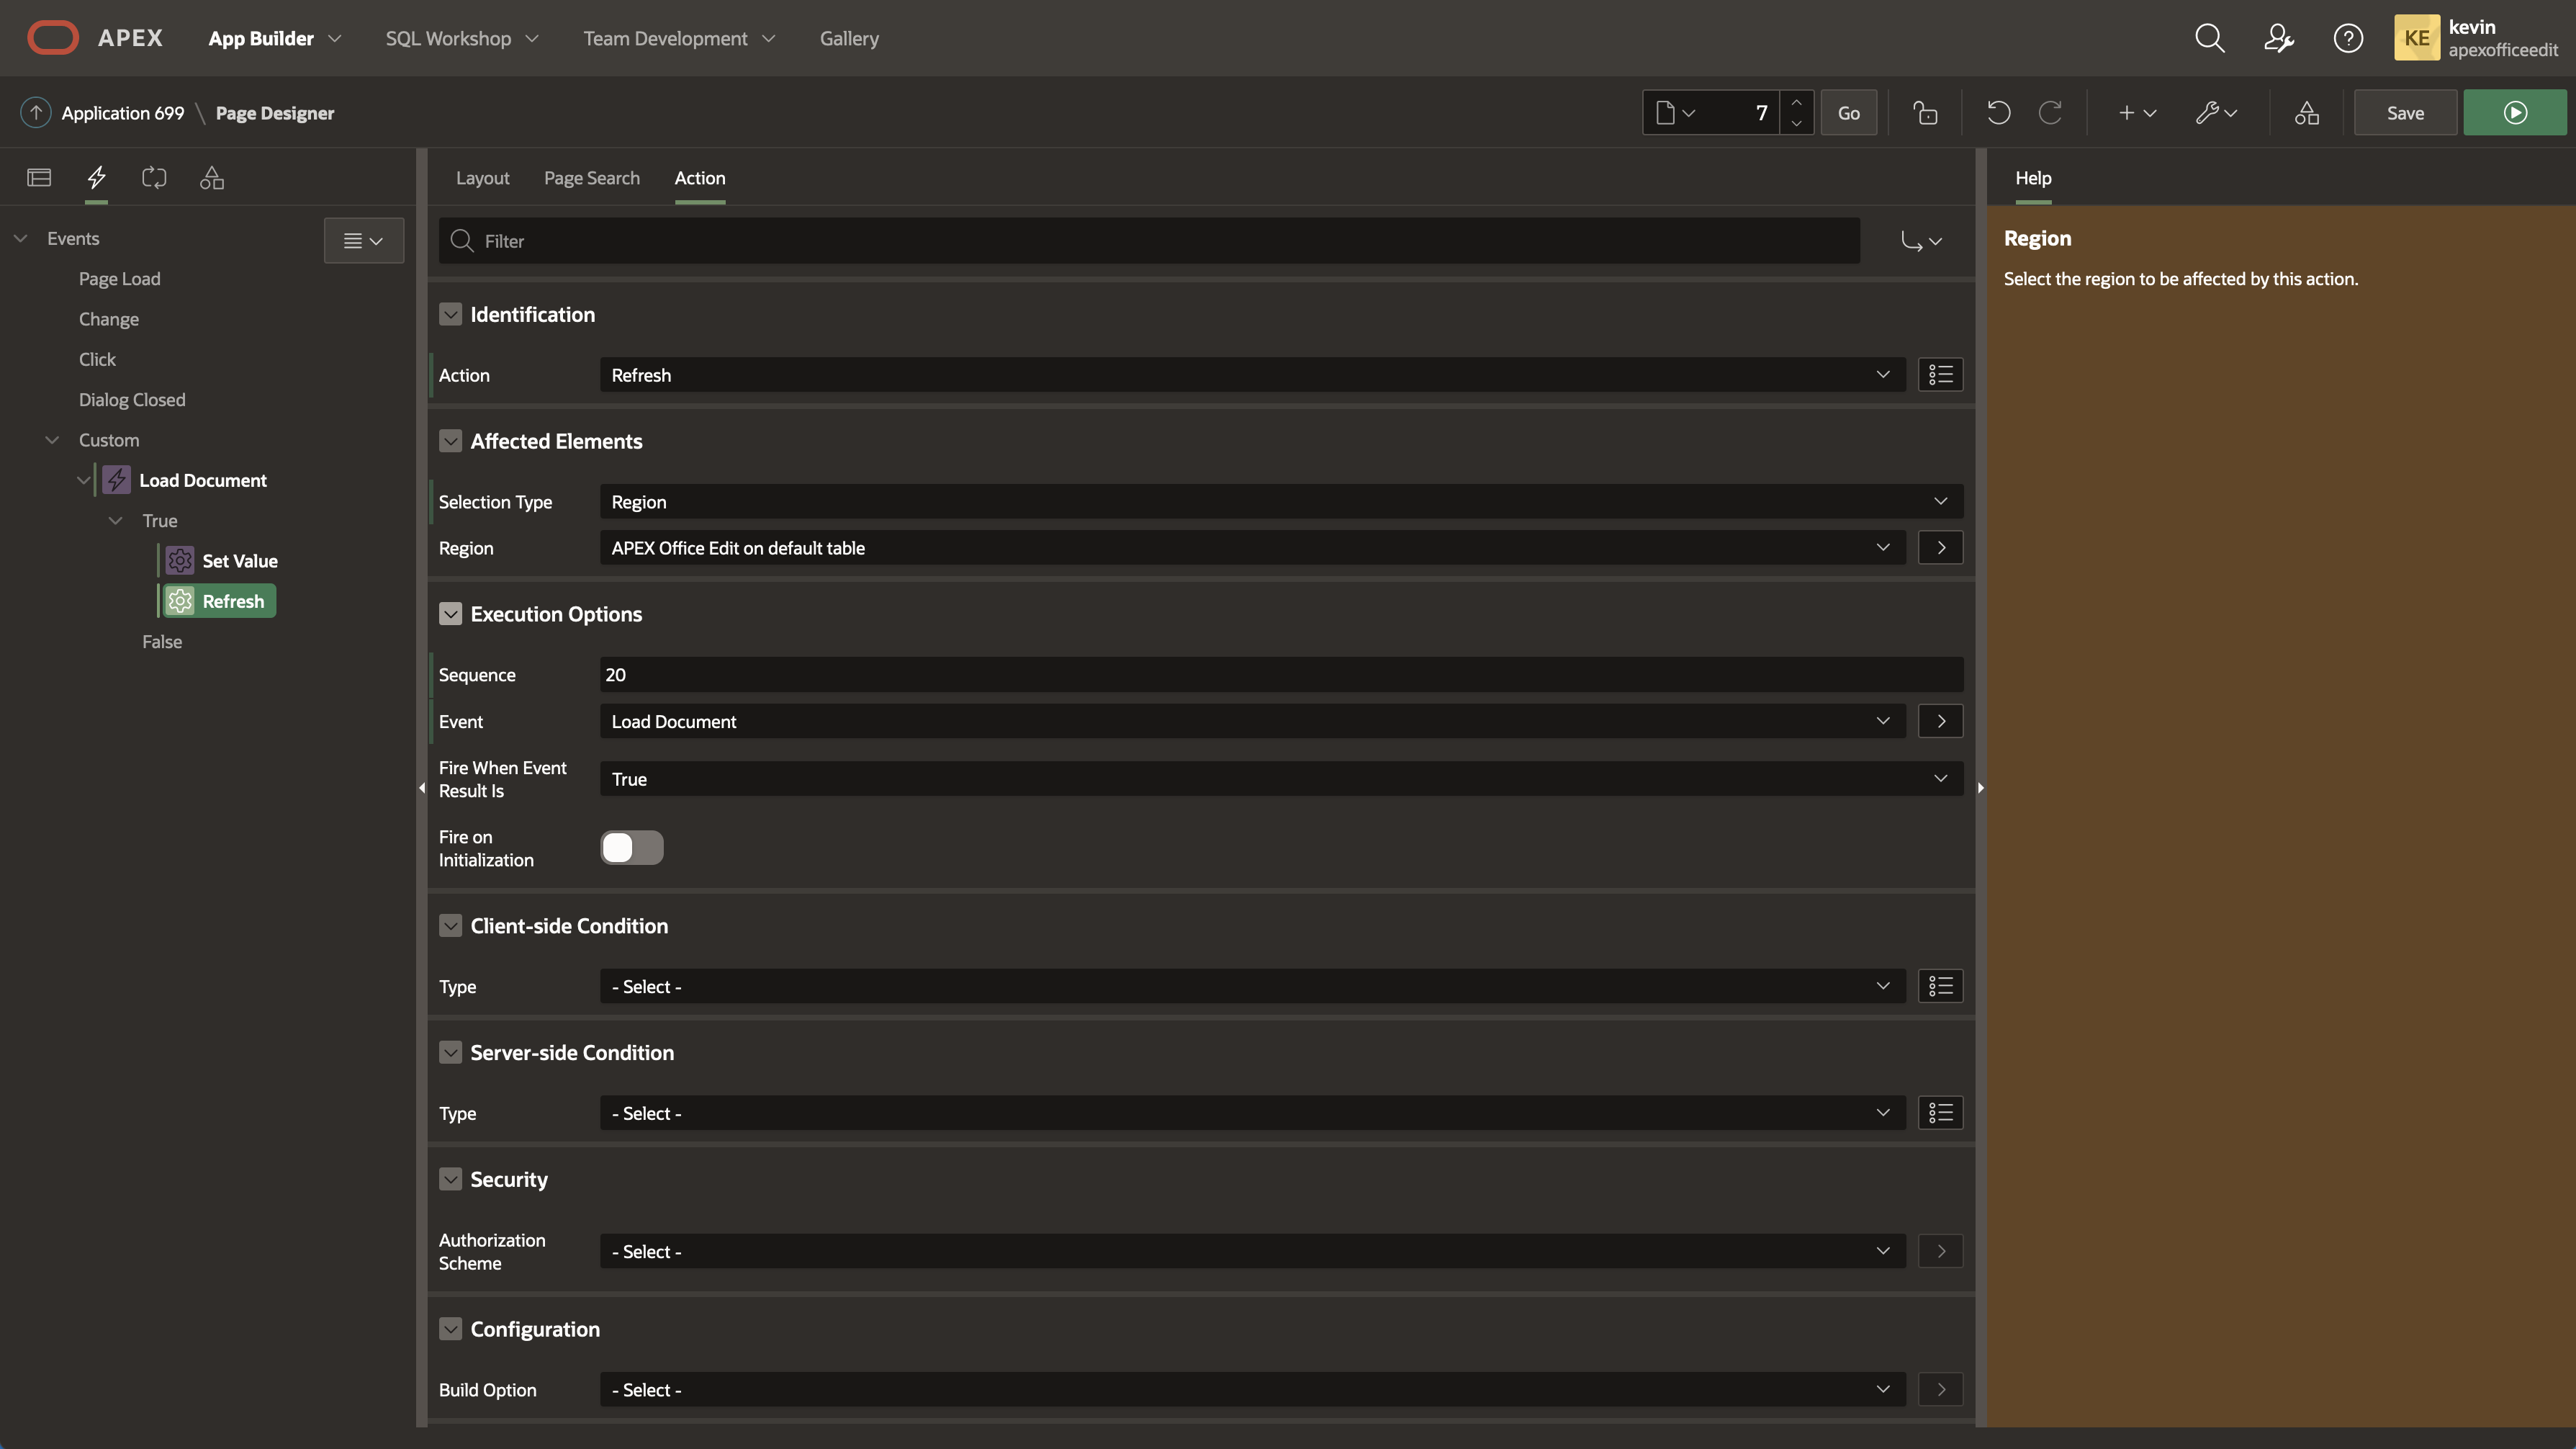 APEX
App Builder
SQL Workshop
Team Development
Gallery
KE
kevin
apexofficeedit
Application 699 \ Page Designer
7
Go
Save
Events
Page Load
Change
Click
Dialog Closed
Custom
Load Document
True
Set Value
Refresh
False
Layout
Page Search
Action
Filter
Identification
Action
Refresh
Affected Elements
Selection Type
Region
Region
APEX Office Edit on default table
Execution Options
Sequence
20
Event
Load Document
Fire When Event
Result Is
True
Fire on
Initialization
Client-side Condition
Type
- Select -
Server-side Condition
Type
- Select -
Security
Authorization
Scheme
- Select -
Configuration
Build Option
- Select -
Help
Region
Select the region to be affected by this action.